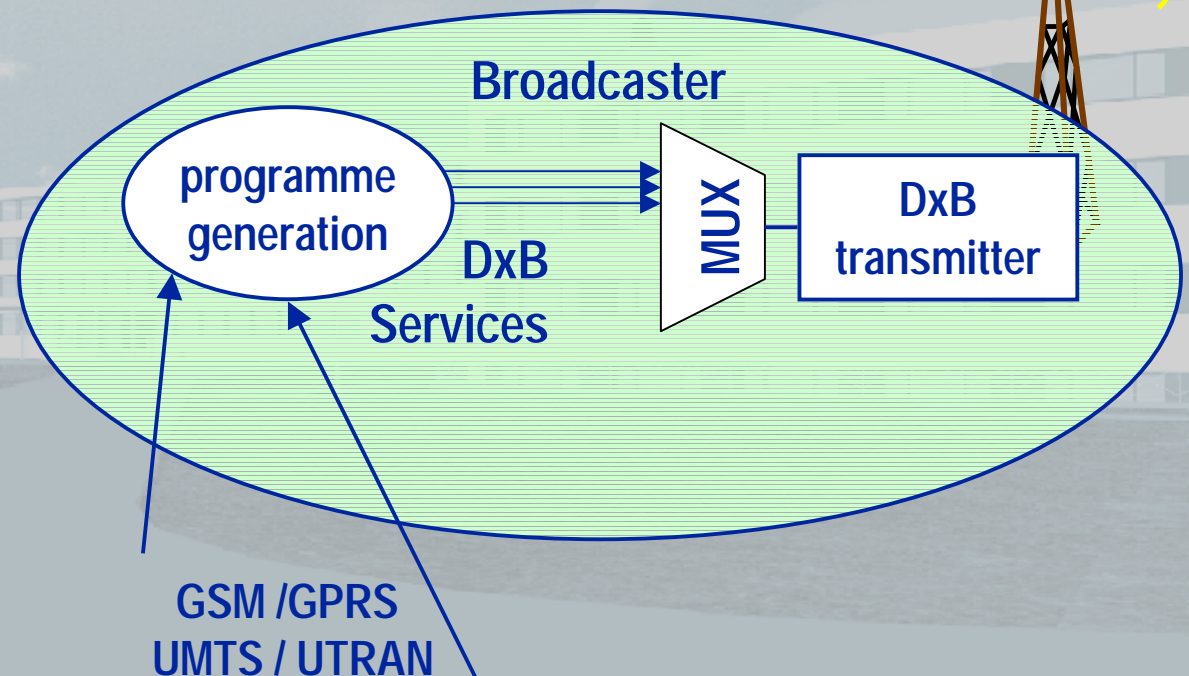 Broadcaster
programme
generation
DxB
Services
MUX
DxB
transmitter
GSM /GPRS
UMTS / UTRAN